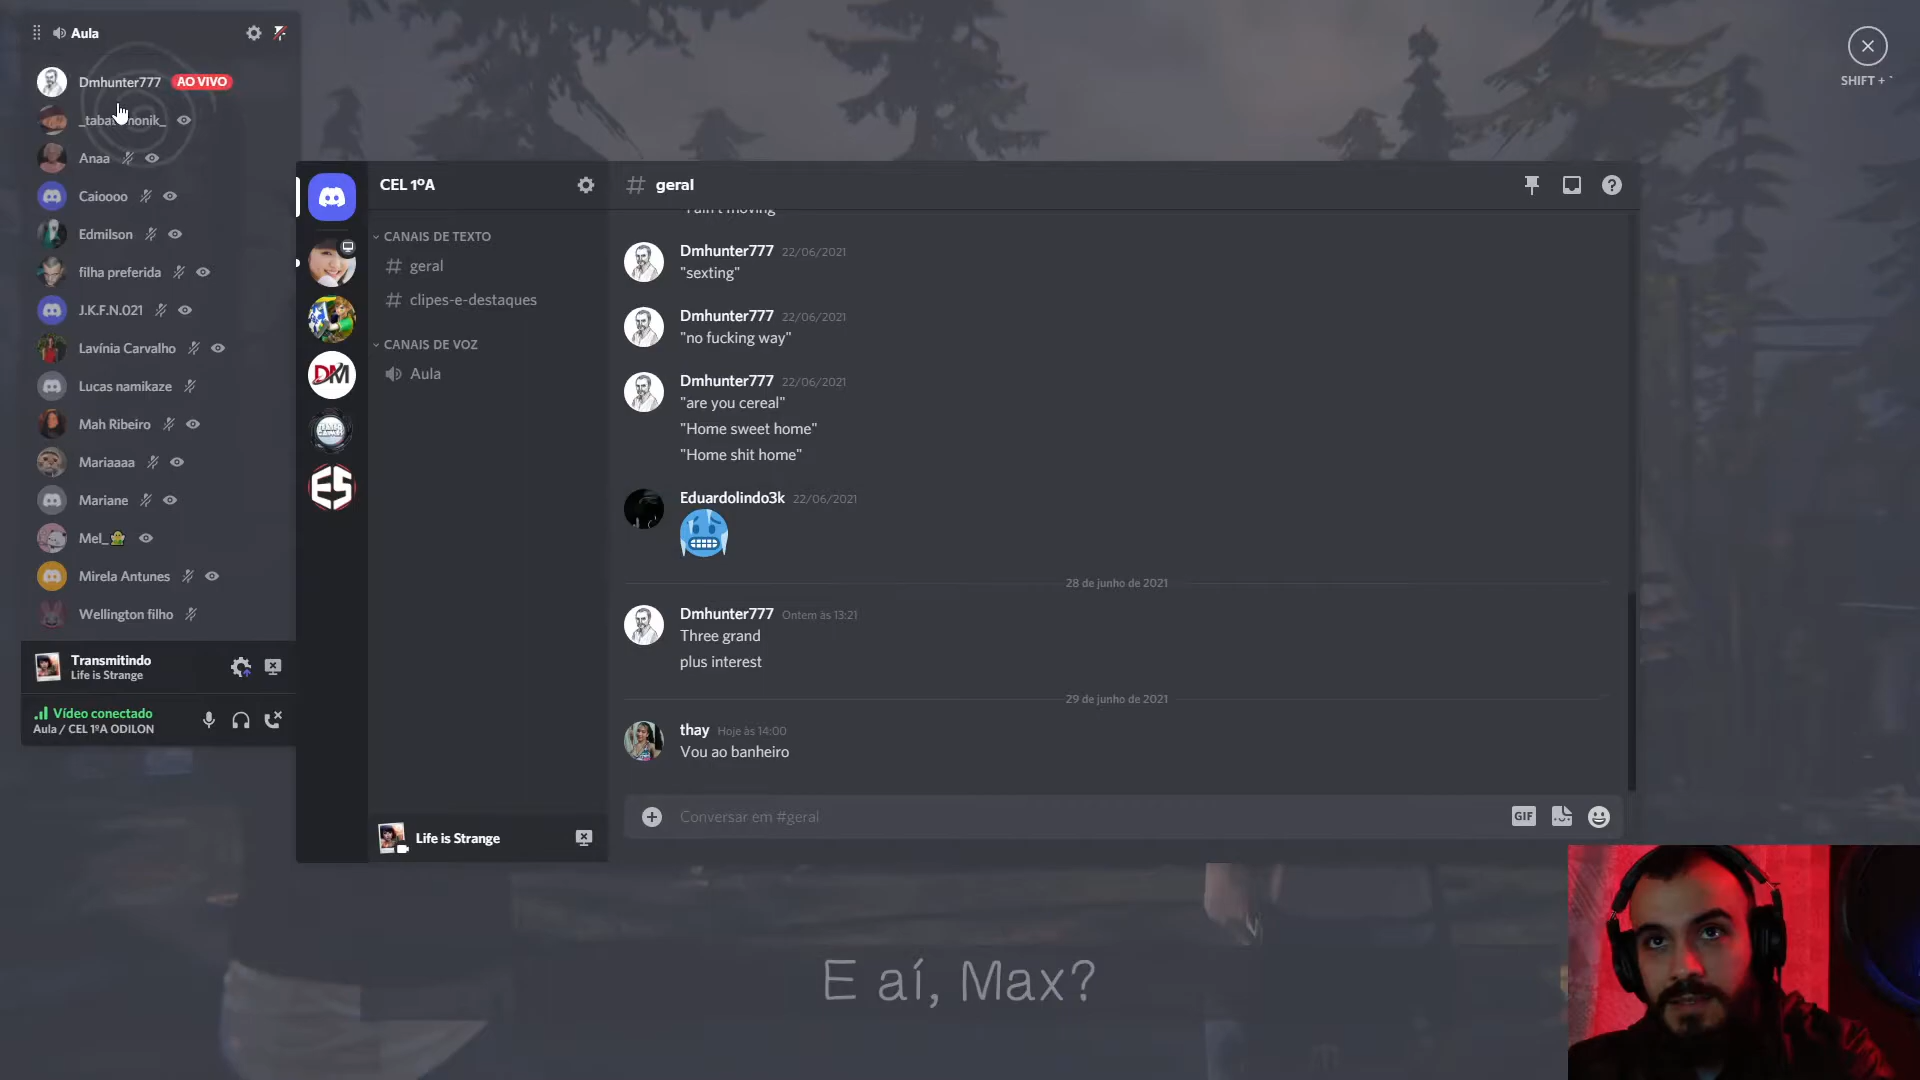 Aula
Dmhunter777 AO VIVO
Anaa
Caioooo
Edmilson
filha preferida
J.K.F.N.021
Lavínia Carvalho
Lucas namikaze
Mah Ribeiro
Mariaaaa
Mariane
Mel_
Mirela Antunes
Wellington filho
Transmitindo
Life is Strange
Vídeo conectado
Aula / CEL 1ºA ODILON
CEL 1ºA
CANAIS DE TEXTO
# geral
# clipes-e-destaques
CANAIS DE VOZ
Aula
DM
E5
Life is Strange
# geral
"I ain't moving"
Dmhunter777 22/06/2021
"sexting"
Dmhunter777 22/06/2021
"no fucking way"
Dmhunter777 22/06/2021
"are you cereal"
"Home sweet home"
"Home shit home"
Eduardolindo3k 22/06/2021
28 de junho de 2021
Dmhunter777 Ontem às 13:21
Three grand
plus interest
29 de junho de 2021
thay Hoje às 14:00
Vou ao banheiro
Conversar em #geral
GIF
SHIFT + `
E aí, Max?